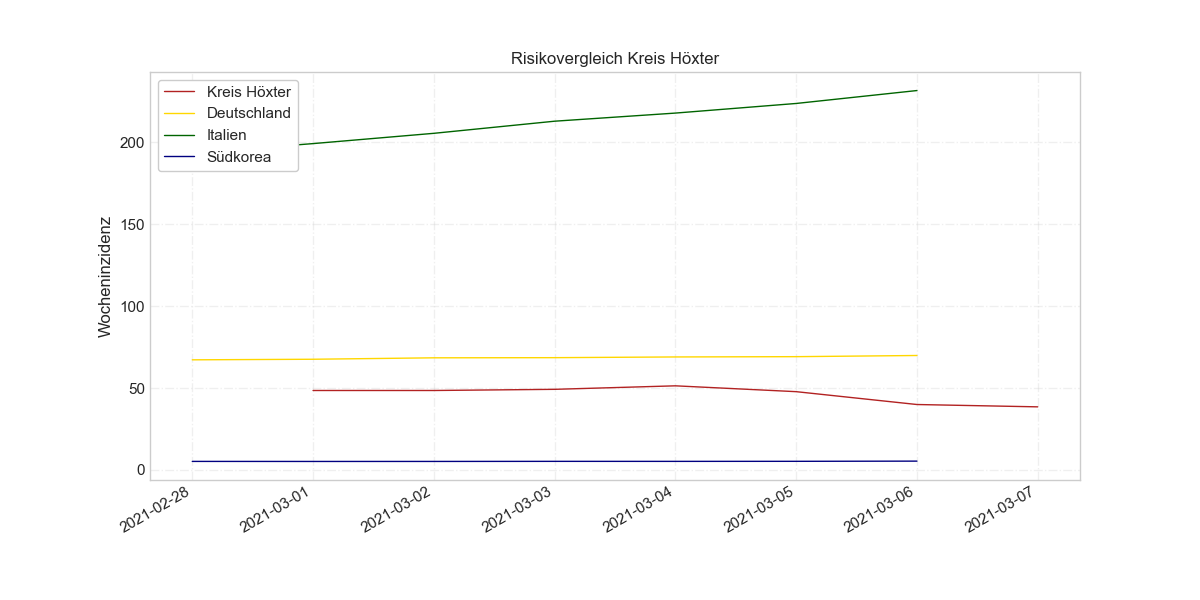 Risikovergleich Kreis Höxter
Kreis Höxter
Deutschland
Italien
Südkorea
Wocheninzidenz
200
150
100
50
0
2021-02-28
2021-03-01
2021-03-02
2021-03-03
2021-03-04
2021-03-05
2021-03-06
2021-03-07